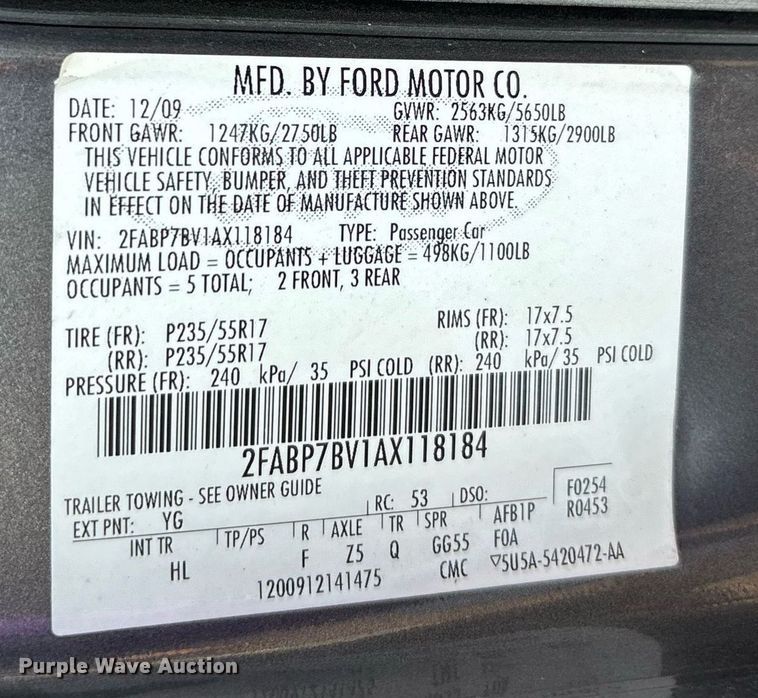 MFD. BY FORD MOTOR CO.
DATE: 12/09 GVWR: 2563KG/5650LB
FRONT GAWR: 1247KG/2750LB REAR GAWR: 1315KG/2900LB
THIS VEHICLE CONFORMS TO ALL APPLICABLE FEDERAL MOTOR
VEHICLE SAFETY, BUMPER, AND THEFT PREVENTION STANDARDS
IN EFFECT ON THE DATE OF MANUFACTURE SHOWN ABOVE.
VIN: 2FABP7BV1AX118184 TYPE: Passenger Car
MAXIMUM LOAD = OCCUPANTS + LUGGAGE = 498KG/1100LB
OCCUPANTS = 5 TOTAL; 2 FRONT, 3 REAR
TIRE (FR): P235/55R17 RIMS (FR): 17x7.5
(RR): P235/55R17 (RR): 17x7.5
PRESSURE (FR): 240 kPa/ 35 PSI COLD (RR): 240 kPa/ 35 PSI COLD
2FABP7BV1AX118184
TRAILER TOWING - SEE OWNER GUIDE
EXT PNT: YG RC: 53 DSO: F0254
INT TR TP/PS R AXLE TR SPR AFB1P R0453
HL F Z5 Q GG55 FOA
1200912141475 CMC ▽5U5A-5420472-AA
Purple Wave Auction